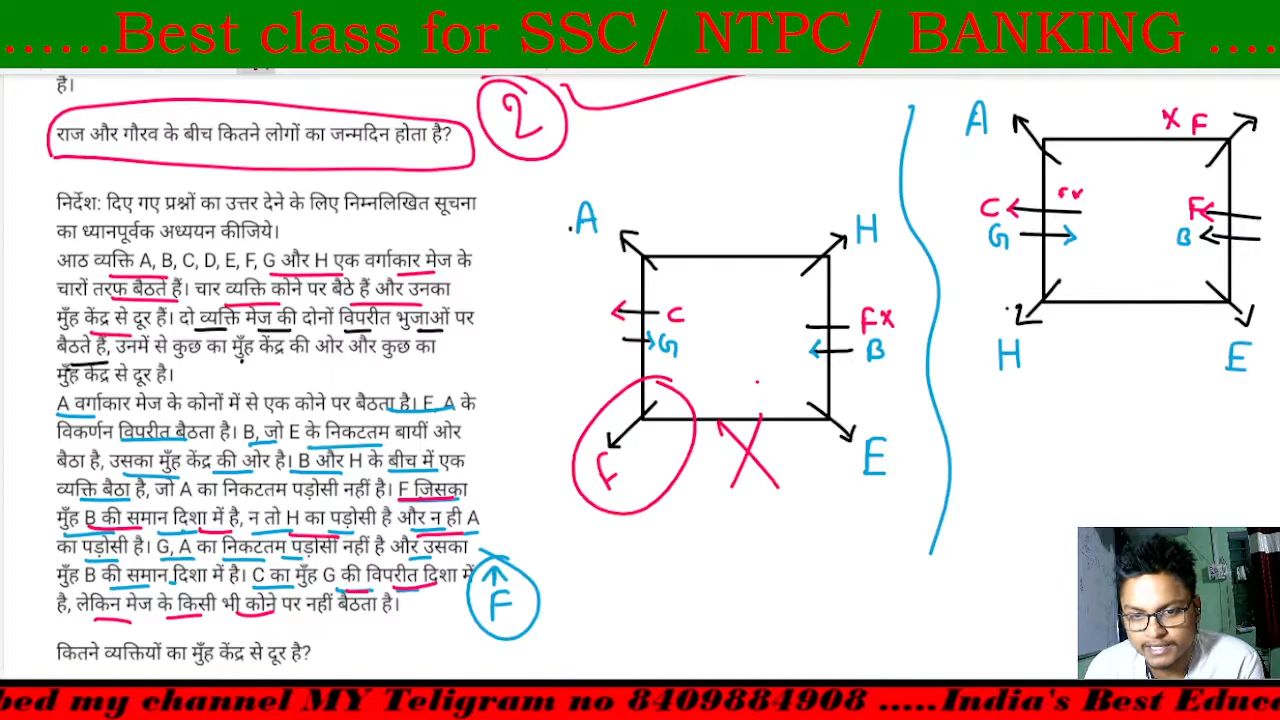 ......Best class for SSC/ NTPC/ BANKING ....
है।
राज और गौरव के बीच कितने लोगों का जन्मदिन होता है?
2
निर्देश: दिए गए प्रश्नों का उत्तर देने के लिए निम्नलिखित सूचना
का ध्यानपूर्वक अध्ययन कीजिये।
आठ व्यक्ति A, B, C, D, E, F, G और H एक वर्गाकार मेज के
चारों तरफ बैठते हैं। चार व्यक्ति कोने पर बैठे हैं और उनका
मुँह केंद्र से दूर हैं। दो व्यक्ति मेज की दोनों विपरीत भुजाओं पर
बैठते हैं, उनमें से कुछ का मुँह केंद्र की ओर और कुछ का
मुँह केंद्र से दूर है।
A वर्गाकार मेज के कोनों में से एक कोने पर बैठता है। E, A के
विकर्णन विपरीत बैठता है। B, जो E के निकटतम बायीं ओर
बैठा है, उसका मुँह केंद्र की ओर है। B और H के बीच में एक
व्यक्ति बैठा है, जो A का निकटतम पड़ोसी नहीं है। F जिसका
मुँह B की समान दिशा में है, न तो H का पड़ोसी है और न ही A
का पड़ोसी है। G, A का निकटतम पड़ोसी नहीं है और उसका
मुँह B की समान दिशा में है। C का मुँह G की विपरीत दिशा में
है, लेकिन मेज के किसी भी कोने पर नहीं बैठता है।
F
कितने व्यक्तियों का मुँह केंद्र से दूर है?
A H
C F x
G B
F E
A x F
C F
G B
H E
bed my channel MY Teligram no 8409884908 .....India's Best Educ